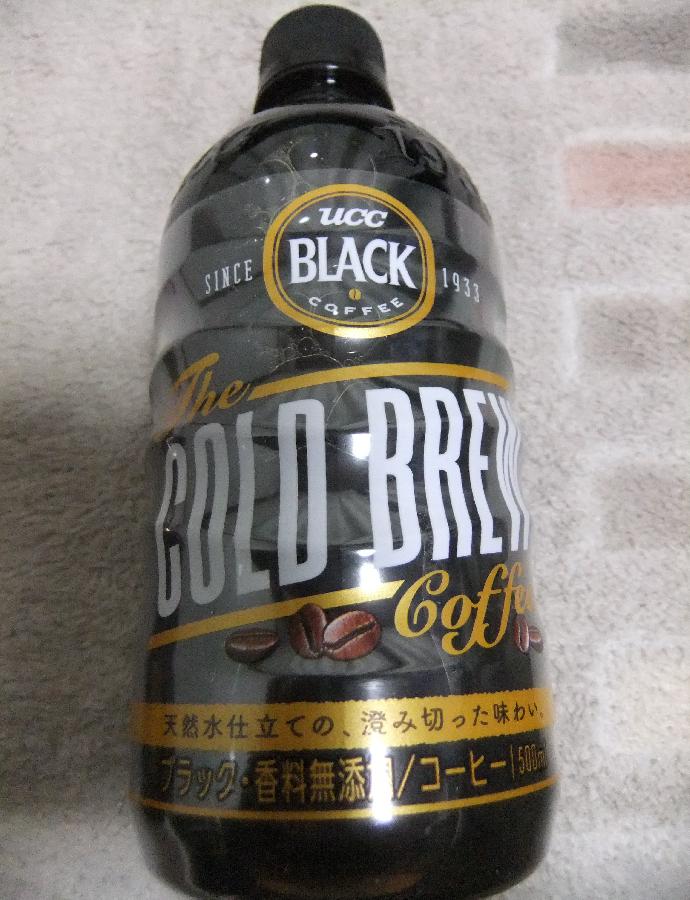 ucc
BLACK
COFFEE
SINCE 1933
The
COLD BREW
Coffee
天然水仕立ての、澄み切った味わい。
ブラック・香料無添加/コーヒー|500ml